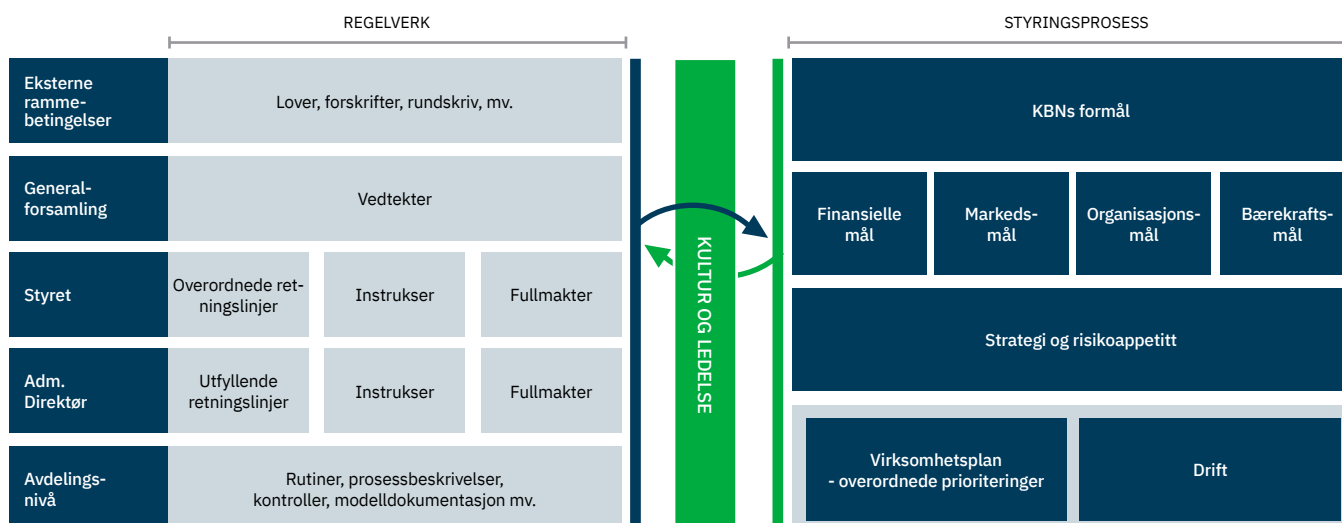 REGELVERK
STYRINGSPROSESS
Eksterne
ramme-
betingelser
Lover, forskrifter, rundskriv, mv.
General-
forsamling
Vedtekter
Styret
Overordnede ret-
ningslinjer
Instrukser
Fullmakter
Adm.
Direktør
Utfyllende
retningslinjer
Instrukser
Fullmakter
Avdelings-
nivå
Rutiner, prosessbeskrivelser,
kontroller, modelldokumentasjon mv.
KULTUR OG LEDELSE
KBNs formål
Finansielle
mål
Markeds-
mål
Organisasjons-
mål
Bærekrafts-
mål
Strategi og risikoappetitt
Virksomhetsplan
- overordnede prioriteringer
Drift